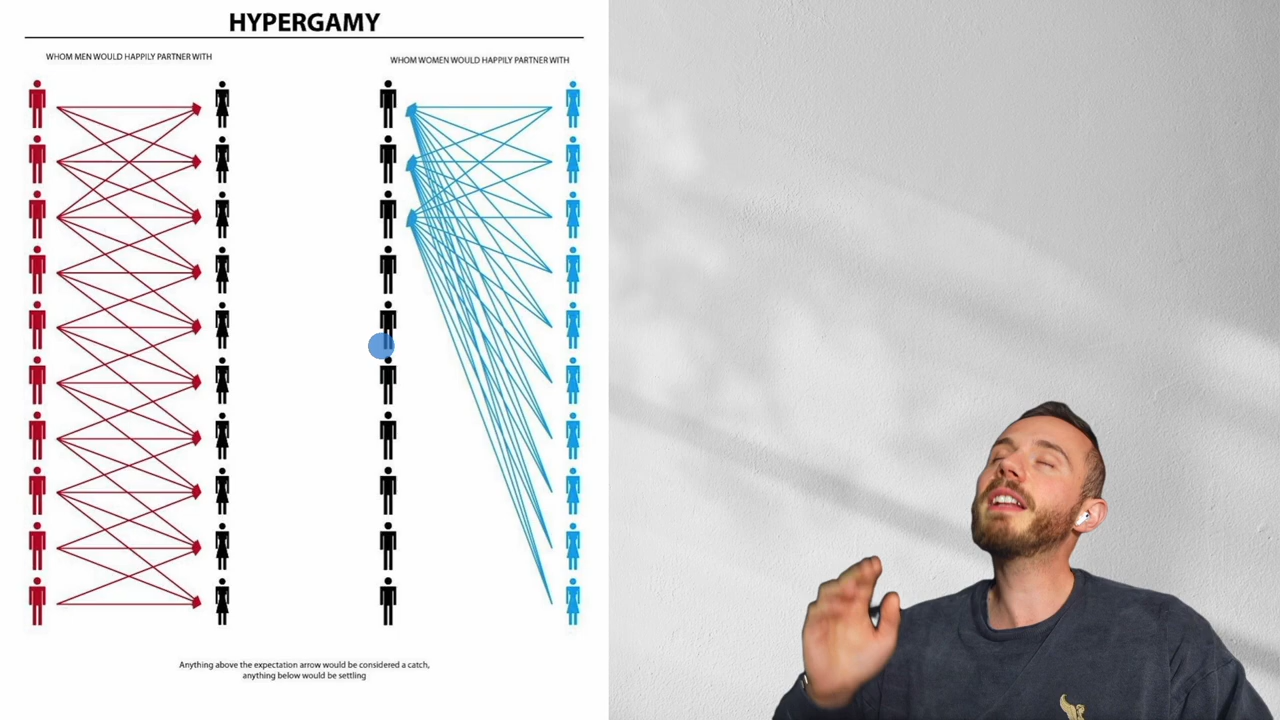 HYPERGAMY
WHOM MEN WOULD HAPPILY PARTNER WITH
WHOM WOMEN WOULD HAPPILY PARTNER WITH
Anything above the expectation arrow would be considered a catch,
anything below would be settling